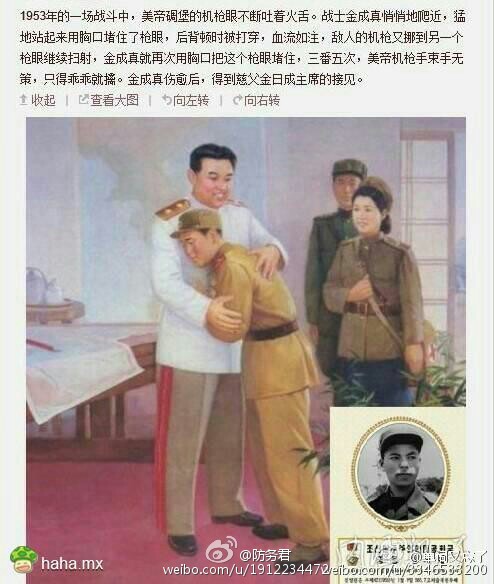 1953年的一场战斗中，美帝碉堡的机枪眼不断吐着火舌。战士金成真悄悄地爬近，猛
地站起来用胸口堵住了枪眼，后背顿时被打穿，血流如注，敌人的机枪又挪到另一个
枪眼继续扫射，金成真就再次用胸口把这个枪眼堵住，三番五次，美帝机枪手束手无
策，只得乖乖就擒。金成真伤愈后，得到慈父金日成主席的接见。
收起 | 查看大图 向左转 向右转
haha.mx
@防务君
weibo.com/u/1912234472